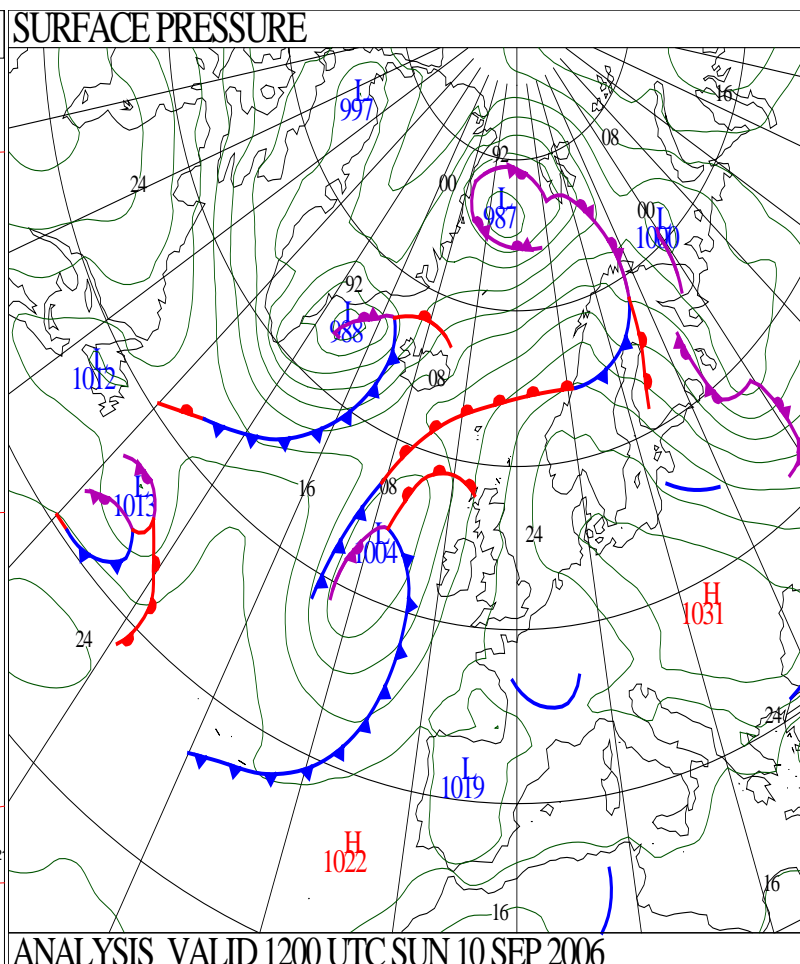 SURFACE PRESSURE
L
997
16
08
92
24
00
L
987
00
L
1000
92
L
988
L
1012
08
L
1013
16
08
24
L
1004
H
1031
24
24
L
1019
H
1022
16
16
ANALYSIS VALID 1200 UTC SUN 10 SEP 2006